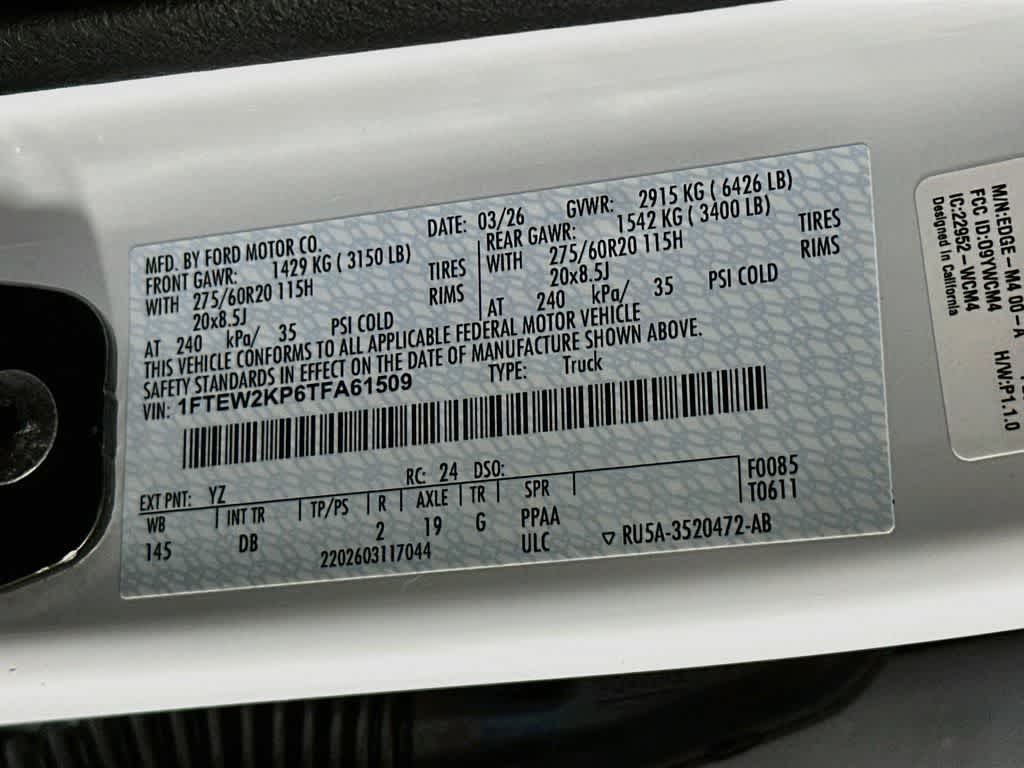 MFD. BY FORD MOTOR CO.
DATE: 03/26
GVWR: 2915 KG ( 6426 LB)
FRONT GAWR: 1429 KG ( 3150 LB)
WITH 275/60R20 115H TIRES
20x8.5J RIMS
AT 240 kPa/ 35 PSI COLD
REAR GAWR: 1542 KG ( 3400 LB)
WITH 275/60R20 115H TIRES
20x8.5J RIMS
AT 240 kPa/ 35 PSI COLD
THIS VEHICLE CONFORMS TO ALL APPLICABLE FEDERAL MOTOR VEHICLE
SAFETY STANDARDS IN EFFECT ON THE DATE OF MANUFACTURE SHOWN ABOVE.
VIN: 1FTEW2KP6TFA61509
TYPE: Truck
EXT PNT: YZ RC: 24 DSO: F0085
WB INT TR TP/PS R AXLE TR SPR T0611
145 DB 2 19 G PPAA
2202603117044 ULC ▽ RU5A-3520472-AB
M/N:EDGE-M4 00-A
FCC ID:O9YWCM4
IC:22952-WCM4
Designed in California
H/W:P1.1.0